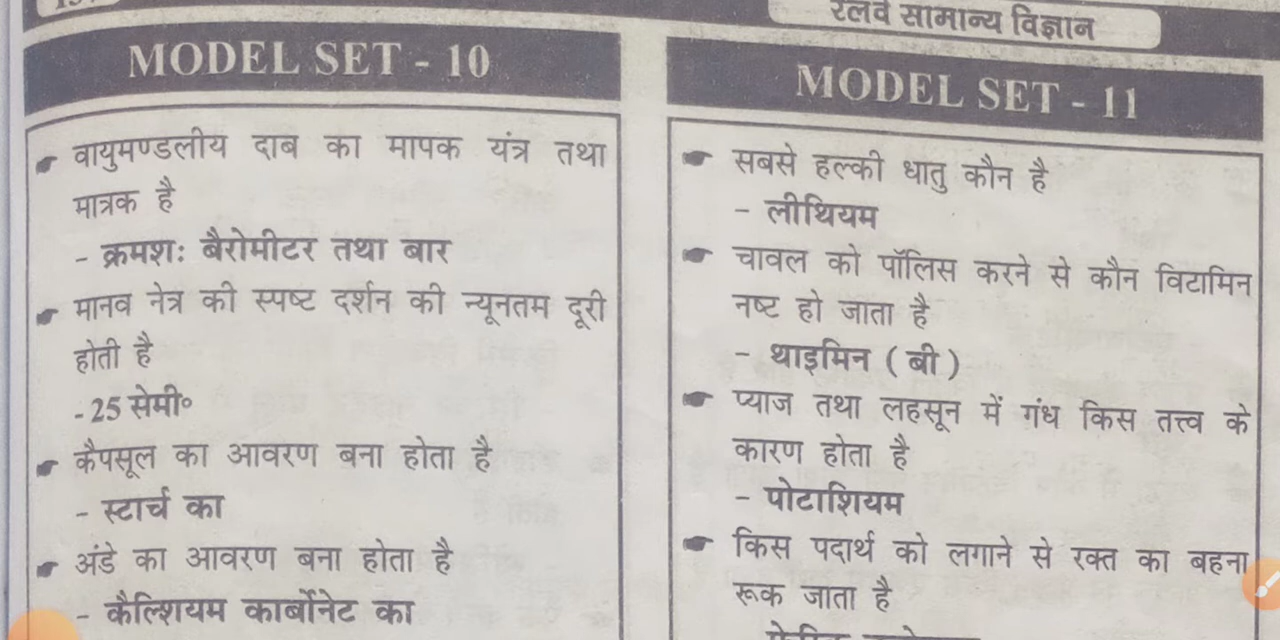 रेलवे सामान्य विज्ञान
MODEL SET - 10
वायुमण्डलीय दाब का मापक यंत्र तथा
मात्रक है
- क्रमशः बैरोमीटर तथा बार
मानव नेत्र की स्पष्ट दर्शन की न्यूनतम दूरी
होती है
-25 सेमी॰
कैपसूल का आवरण बना होता है
- स्टार्च का
अंडे का आवरण बना होता है
- कैल्शियम कार्बोनेट का
MODEL SET - 11
सबसे हल्की धातु कौन है
- लीथियम
चावल को पॉलिस करने से कौन विटामिन
नष्ट हो जाता है
- थाइमिन ( बी )
प्याज तथा लहसून में गंध किस तत्त्व के
कारण होता है
- पोटाशियम
किस पदार्थ को लगाने से रक्त का बहना
रूक जाता है